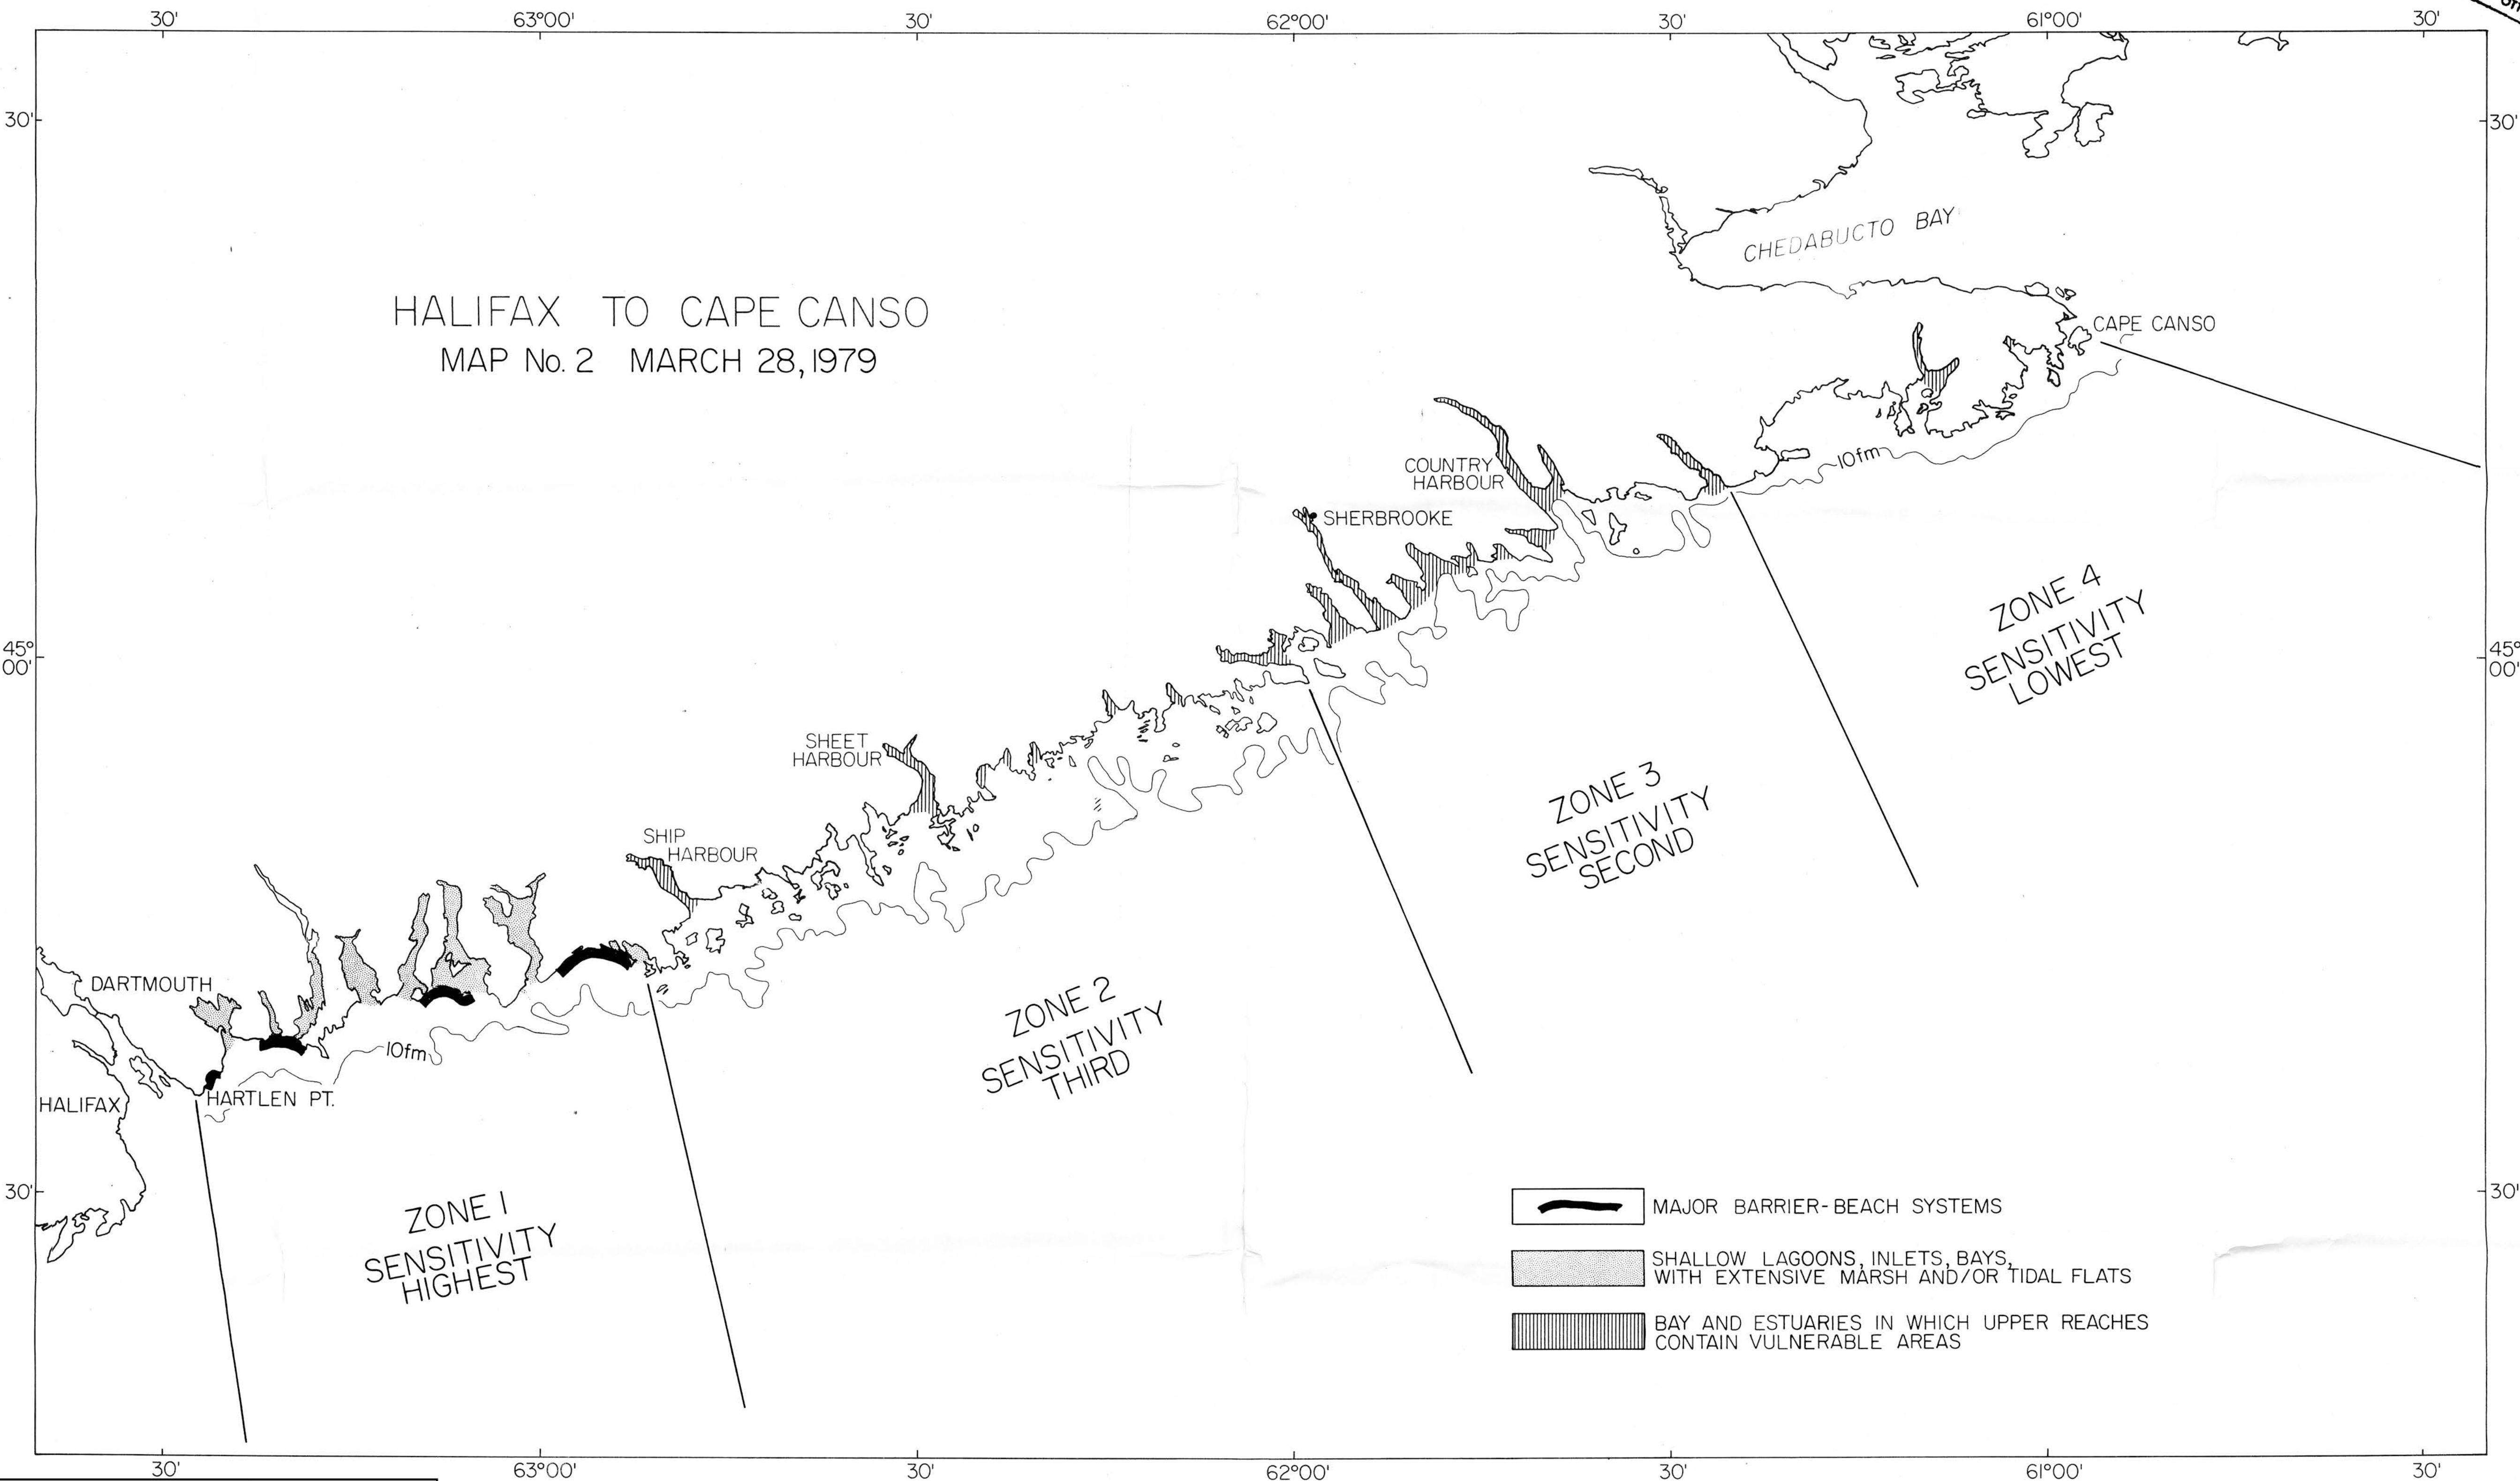 30' 63°00' 30' 62°00' 30' 61°00' 30'
30' 30'
CHEDABUCTO BAY
HALIFAX TO CAPE CANSO
MAP No. 2 MARCH 28, 1979
CAPE CANSO
10fm
COUNTRY
HARBOUR
SHERBROOKE
ZONE 4
SENSITIVITY
LOWEST
45°
00'
45°
00'
SHEET
HARBOUR
ZONE 3
SENSITIVITY
SECOND
SHIP
HARBOUR
DARTMOUTH
ZONE 2
SENSITIVITY
THIRD
10fm
HARTLEN PT.
HALIFAX
30' 30'
ZONE 1
SENSITIVITY
HIGHEST
MAJOR BARRIER-BEACH SYSTEMS
SHALLOW LAGOONS, INLETS, BAYS,
WITH EXTENSIVE MARSH AND/OR TIDAL FLATS
BAY AND ESTUARIES IN WHICH UPPER REACHES
CONTAIN VULNERABLE AREAS
30' 63°00' 30' 62°00' 30' 61°00' 30'